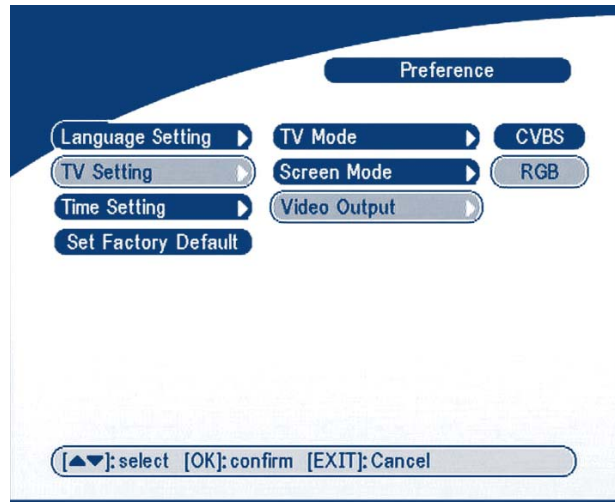 Preference
Language Setting
TV Setting
Time Setting
Set Factory Default
TV Mode
Screen Mode
Video Output
CVBS
RGB
[▲▼]: select [OK]: confirm [EXIT]: Cancel